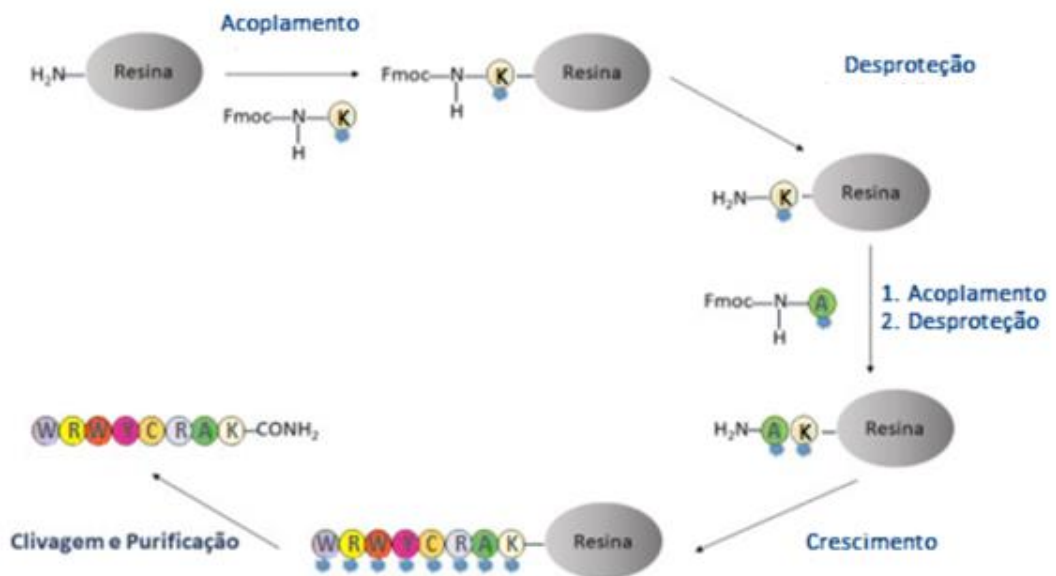 Acoplamento
H₂N—Resina
Fmoc—N—K
H
Fmoc—N—K—Resina
H
Desproteção
H₂N—K—Resina
Fmoc—N—A
H
1. Acoplamento
2. Desproteção
H₂N—A K—Resina
Crescimento
W R W Y C R A K—Resina
Clivagem e Purificação
W R W Y C R A K—CONH₂